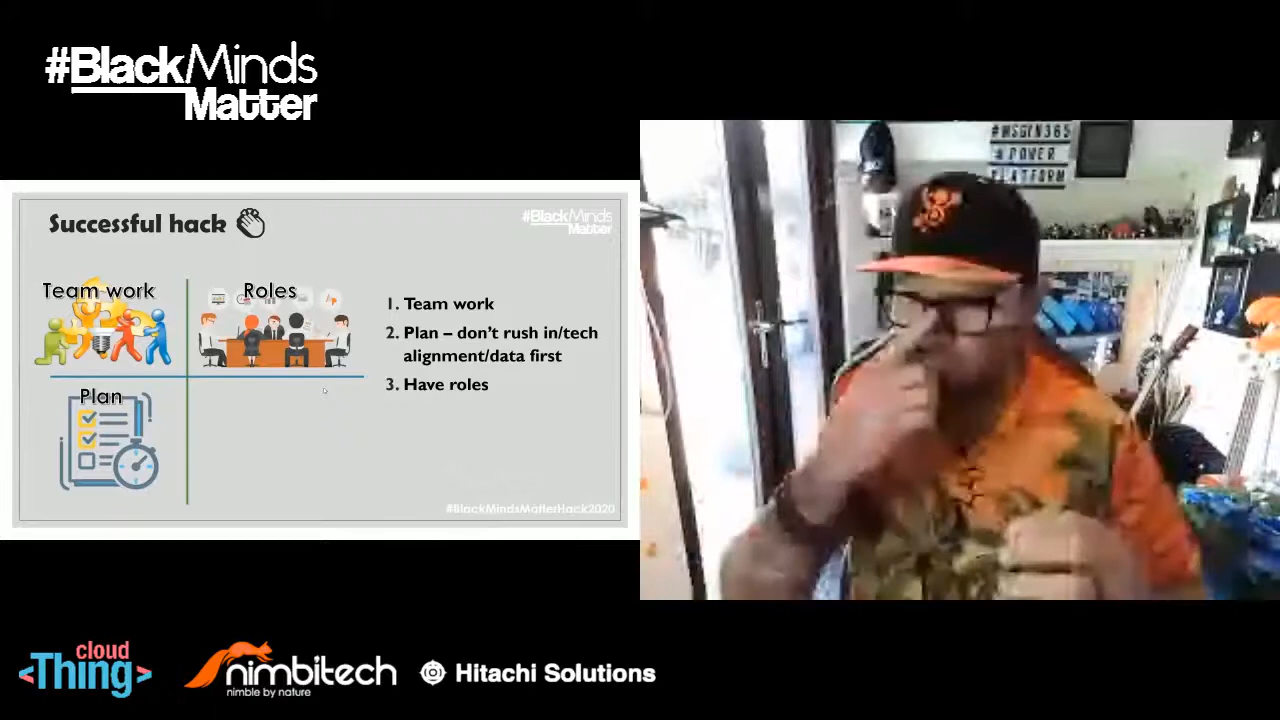 #BlackMinds
Matter
#MSGCN365
#POWER
PLATFORM
Successful hack
#BlackMinds
Matter
Team work
Roles
Plan
1. Team work
2. Plan – don’t rush in/tech
alignment/data first
3. Have roles
#BlackMindsMatterHack2020
cloud
<Thing>
nimbitech
nimble by nature
Hitachi Solutions